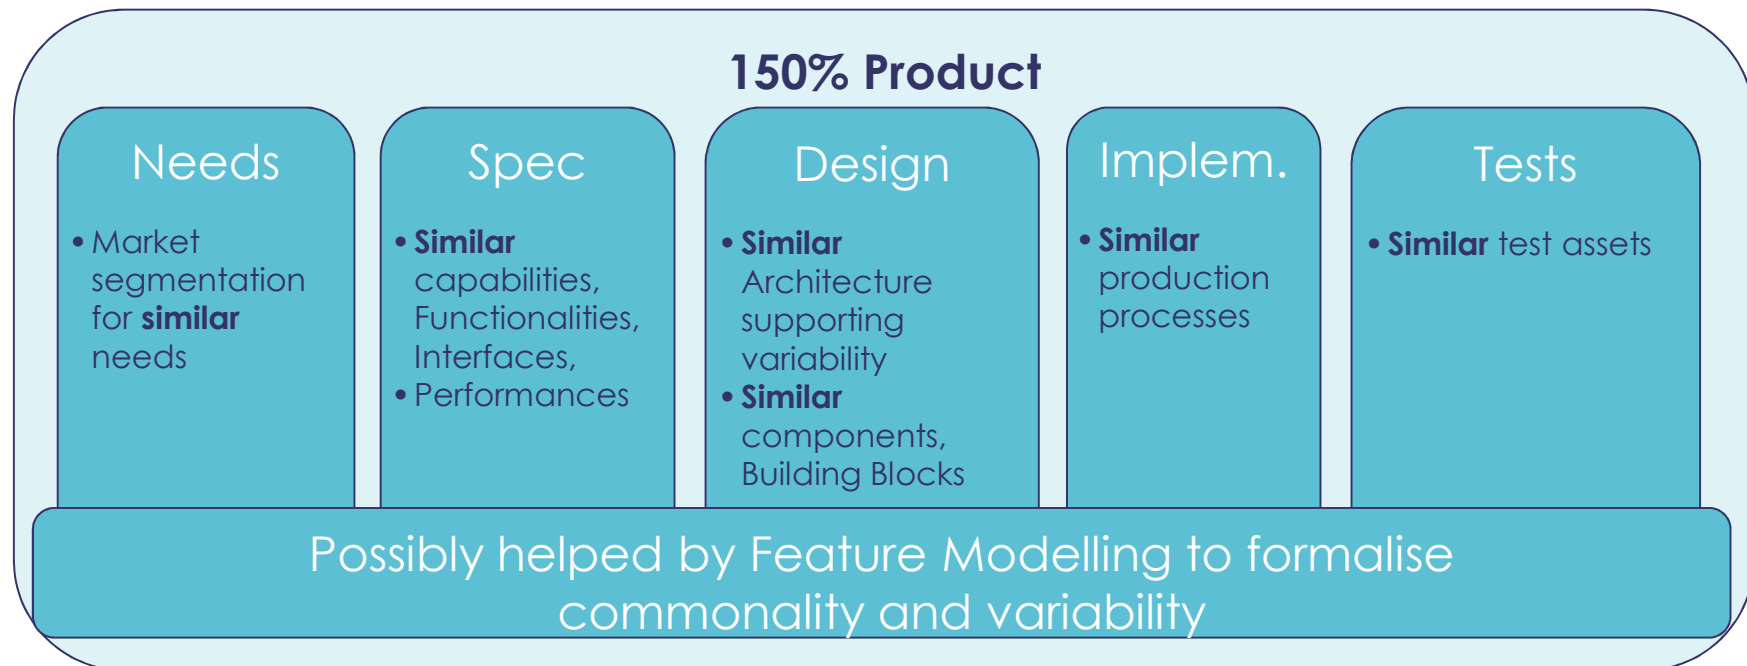 150% Product
Needs
• Market
segmentation
for similar
needs
Spec
• Similar
capabilities,
Functionalities,
Interfaces,
• Performances
Design
• Similar
Architecture
supporting
variability
• Similar
components,
Building Blocks
Implem.
• Similar
production
processes
Tests
• Similar test assets
Possibly helped by Feature Modelling to formalise
commonality and variability